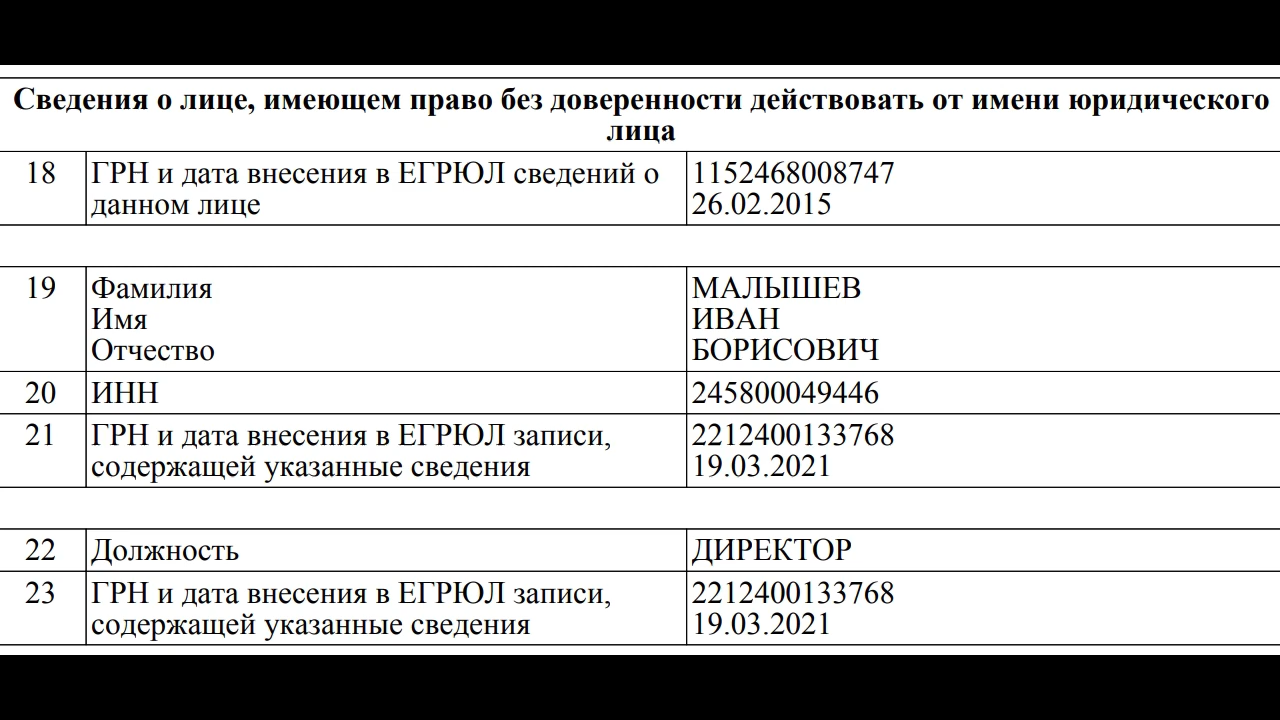 Сведения о лице, имеющем право без доверенности действовать от имени юридического
лица
18 ГРН и дата внесения в ЕГРЮЛ сведений о 1152468008747
данном лице 26.02.2015
19 Фамилия МАЛЫШЕВ
Имя ИВАН
Отчество БОРИСОВИЧ
20 ИНН 245800049446
21 ГРН и дата внесения в ЕГРЮЛ записи, 2212400133768
содержащей указанные сведения 19.03.2021
22 Должность ДИРЕКТОР
23 ГРН и дата внесения в ЕГРЮЛ записи, 2212400133768
содержащей указанные сведения 19.03.2021